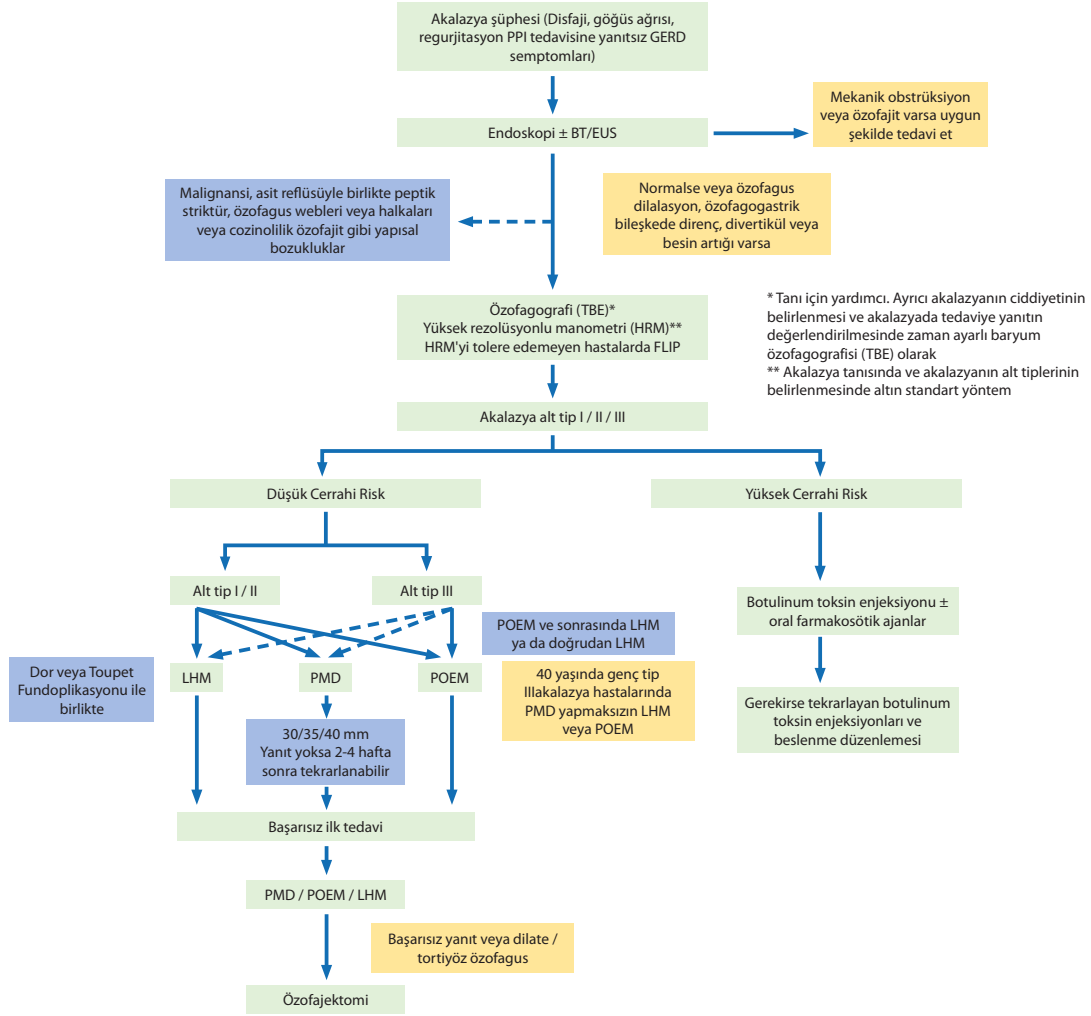 Akalazya şüphesi (Disfaji, göğüs ağrısı,
regurjitasyon PPI tedavisine yanıtsız GERD
semptomları)
Endoskopi ± BT/EUS
Mekanik obstrüksiyon
veya özofajit varsa uygun
şekilde tedavi et
Malignansi, asit reflüsüyle birlikte peptik
striktür, özofagus webleri veya halkaları
veya cozinolilik özofajit gibi yapısal
bozukluklar
Normalse veya özofagus
dilalasyon, özofagogastrik
bileşkede direnç, divertikül veya
besin artığı varsa
Özofagografi (TBE)*
Yüksek rezolüsyonlu manometri (HRM)**
HRM'yi tolere edemeyen hastalarda FLIP
* Tanı için yardımcı. Ayrıcı akalazyanın ciddiyetinin
belirlenmesi ve akalazyada tedaviye yanıtın
değerlendirilmesinde zaman ayarlı baryum
özofagografisi (TBE) olarak
** Akalazya tanısında ve akalazyanın alt tiplerinin
belirlenmesinde altın standart yöntem
Akalazya alt tip I / II / III
Düşük Cerrahi Risk
Yüksek Cerrahi Risk
Alt tip I / II
Alt tip III
Botulinum toksin enjeksiyonu ±
oral farmakosötik ajanlar
POEM ve sonrasında LHM
ya da doğrudan LHM
Dor veya Toupet
Fundoplikasyonu ile
birlikte
LHM
PMD
POEM
40 yaşında genç tip
IIIakalazya hastalarında
PMD yapmaksızın LHM
veya POEM
Gerekirse tekrarlayan botulinum
toksin enjeksiyonları ve
beslenme düzenlemesi
30/35/40 mm
Yanıt yoksa 2-4 hafta
sonra tekrarlanabilir
Başarısız ilk tedavi
PMD / POEM / LHM
Başarısız yanıt veya dilate /
tortiyöz özofagus
Özofajektomi